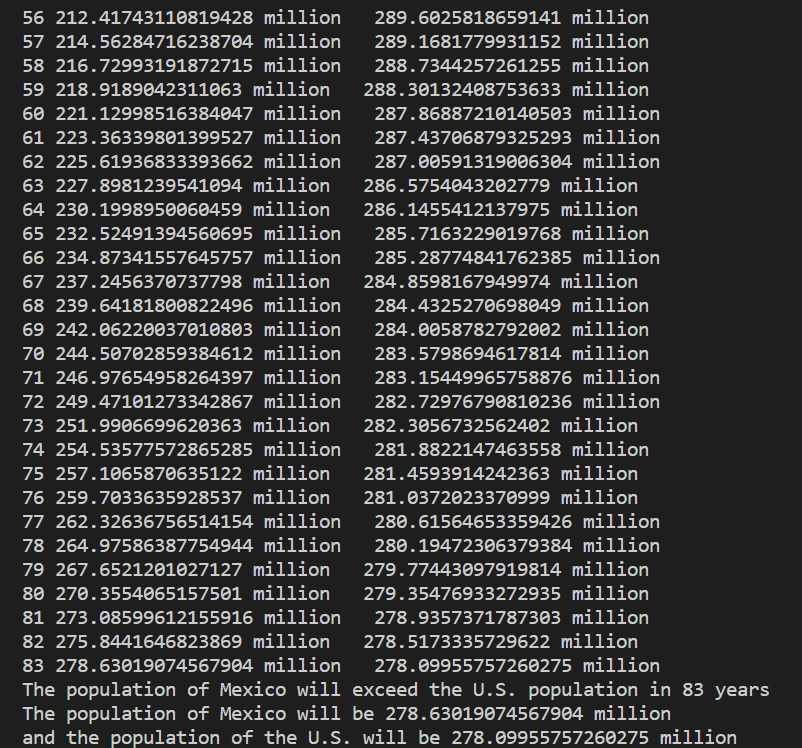 56 212.41743110819428 million   289.6025818659141 million
57 214.56284716238704 million   289.1681779931152 million
58 216.72993191872715 million   288.7344257261255 million
59 218.9189042311063 million   288.30132408753633 million
60 221.12998516384047 million   287.86887210140503 million
61 223.36339801399527 million   287.43706879325293 million
62 225.61936833393662 million   287.00591319006304 million
63 227.8981239541094 million   286.5754043202779 million
64 230.1998950060459 million   286.1455412137975 million
65 232.52491394560695 million   285.7163229019768 million
66 234.87341557645757 million   285.28774841762385 million
67 237.2456370737798 million   284.8598167949974 million
68 239.64181800822496 million   284.4325270698049 million
69 242.06220037010803 million   284.0058782792002 million
70 244.50702859384612 million   283.5798694617814 million
71 246.97654958264397 million   283.15449965758876 million
72 249.47101273342867 million   282.72976790810236 million
73 251.9906699620363 million   282.3056732562402 million
74 254.53577572865285 million   281.8822147463558 million
75 257.1065870635122 million   281.4593914242363 million
76 259.7033635928537 million   281.0372023370999 million
77 262.32636756514154 million   280.61564653359426 million
78 264.97586387754944 million   280.19472306379384 million
79 267.6521201027127 million   279.77443097919814 million
80 270.3554065157501 million   279.35476933272935 million
81 273.08599612155916 million   278.9357371787303 million
82 275.8441646823869 million   278.5173335729622 million
83 278.63019074567904 million   278.09955757260275 million
The population of Mexico will exceed the U.S. population in 83 years
The population of Mexico will be 278.63019074567904 million
and the population of the U.S. will be 278.09955757260275 million